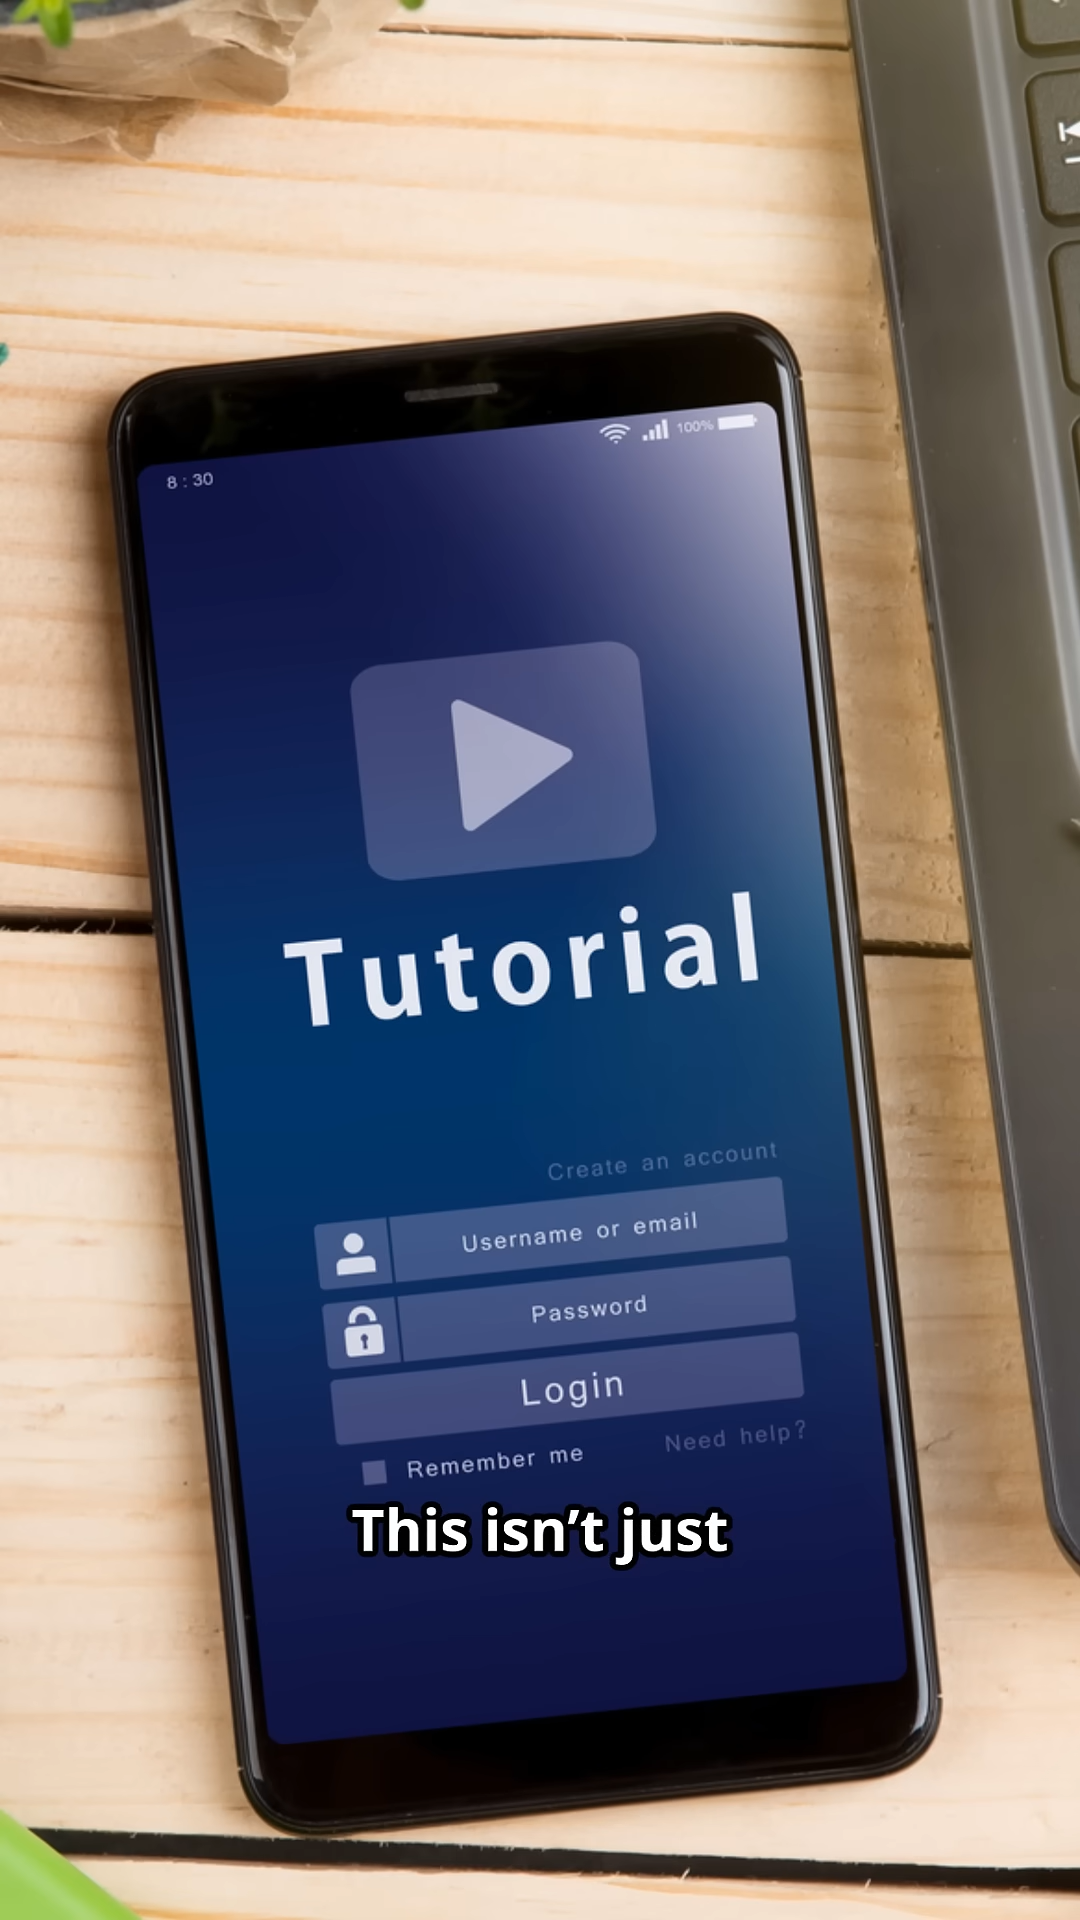 100%
8 : 30
Tutorial
Create an account
Username or email
Password
Login
Remember me
Need help?
This isn’t just